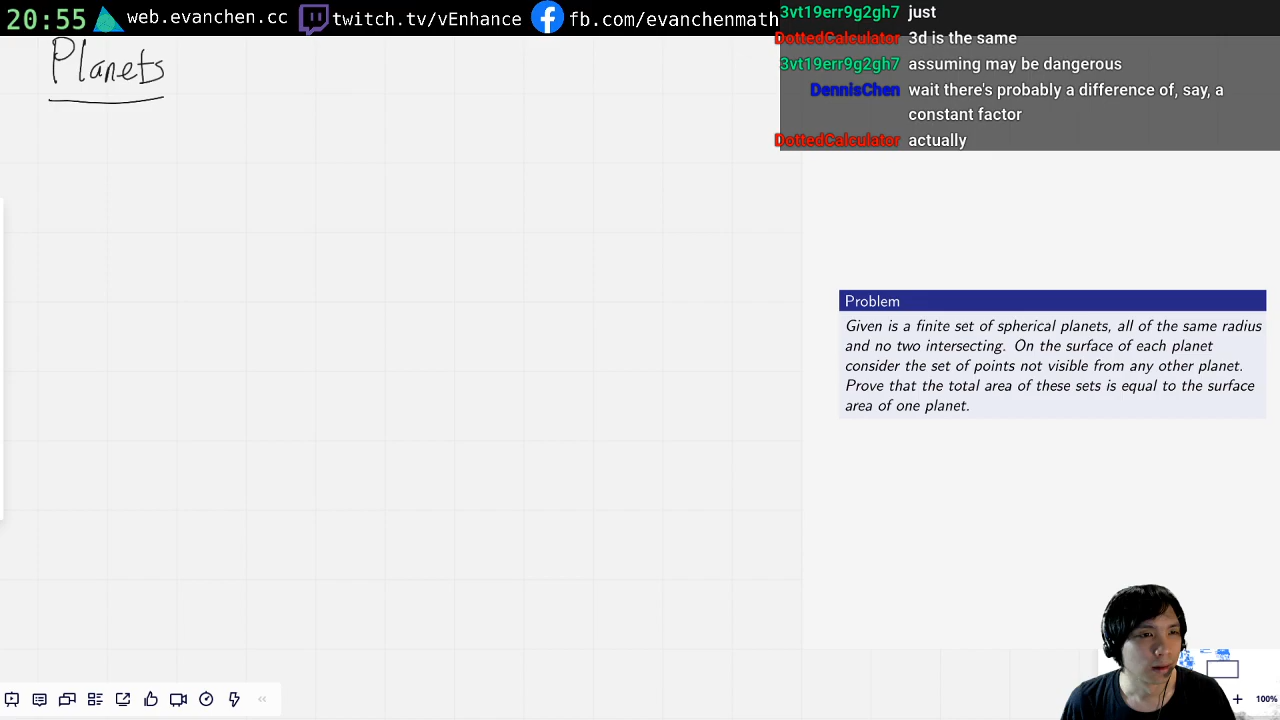 20:55 web.evanchen.cc twitch.tv/vEnhance fb.com/evanchenmath
3vt19err9g2gh7 just
DottedCalculator 3d is the same
3vt19err9g2gh7 assuming may be dangerous
DennisChen wait there's probably a difference of, say, a
constant factor
DottedCalculator actually
Planets
Problem
Given is a finite set of spherical planets, all of the same radius
and no two intersecting. On the surface of each planet
consider the set of points not visible from any other planet.
Prove that the total area of these sets is equal to the surface
area of one planet.
100%